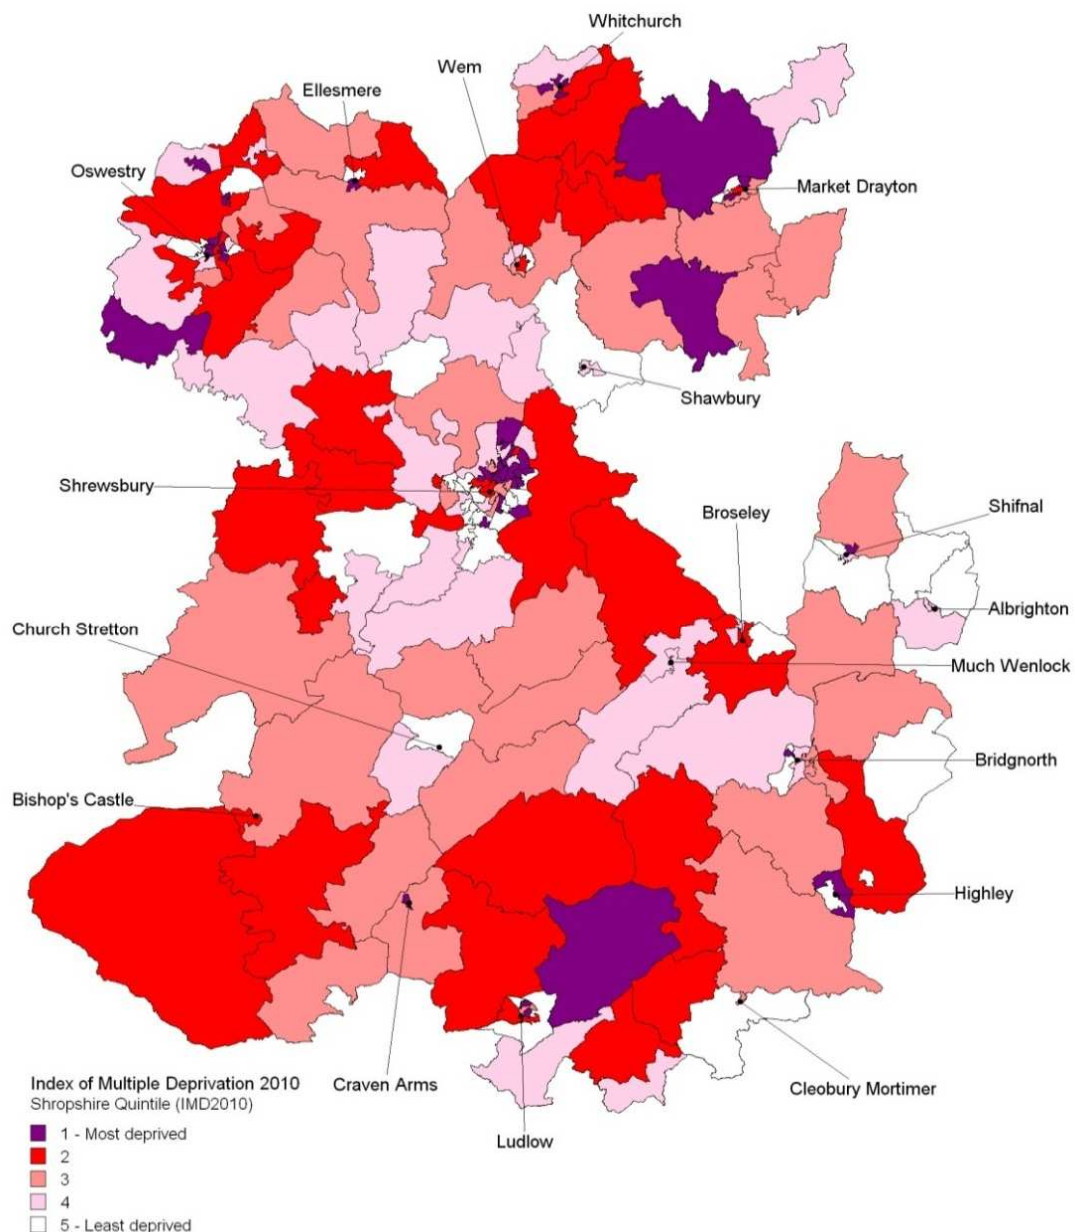 Whitchurch
Wem
Ellesmere
Oswestry
Market Drayton
Shawbury
Shrewsbury
Broseley
Shifnal
Church Stretton
Albrighton
Much Wenlock
Bridgnorth
Bishop's Castle
Highley
Craven Arms
Cleobury Mortimer
Ludlow
Index of Multiple Deprivation 2010
Shropshire Quintile (IMD2010)
1 - Most deprived
2
3
4
5 - Least deprived